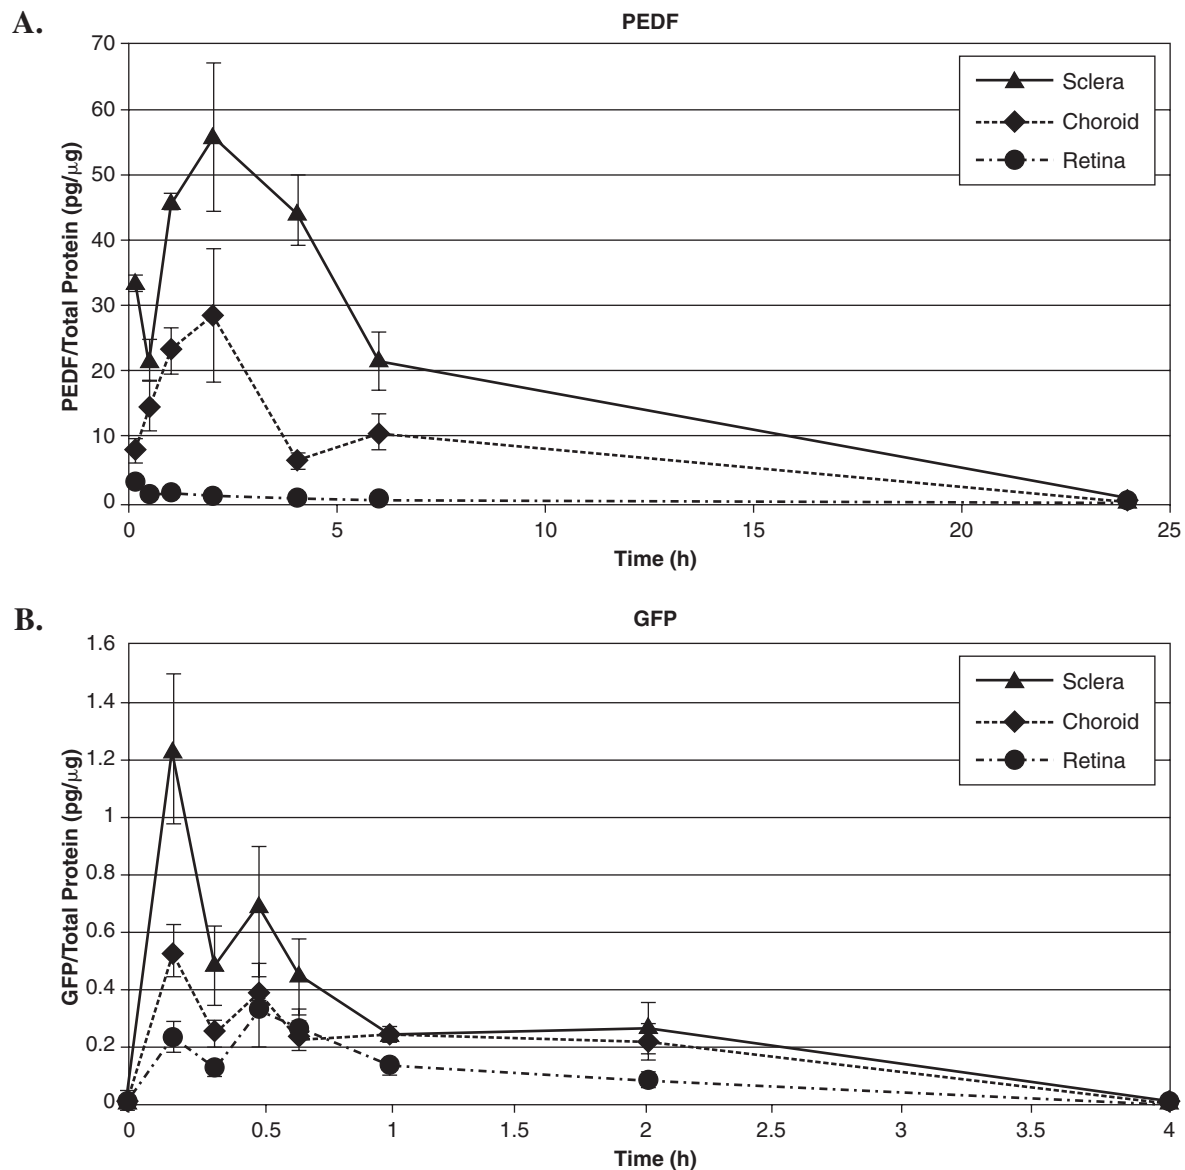 A.
PEDF
PEDF/Total Protein (pg/µg)
70
60
50
40
30
20
10
0
0 5 10 15 20 25
Time (h)
Sclera
Choroid
Retina
B.
GFP
GFP/Total Protein (pg/µg)
1.6
1.4
1.2
1
0.8
0.6
0.4
0.2
0
0 0.5 1 1.5 2 2.5 3 3.5 4
Time (h)
Sclera
Choroid
Retina